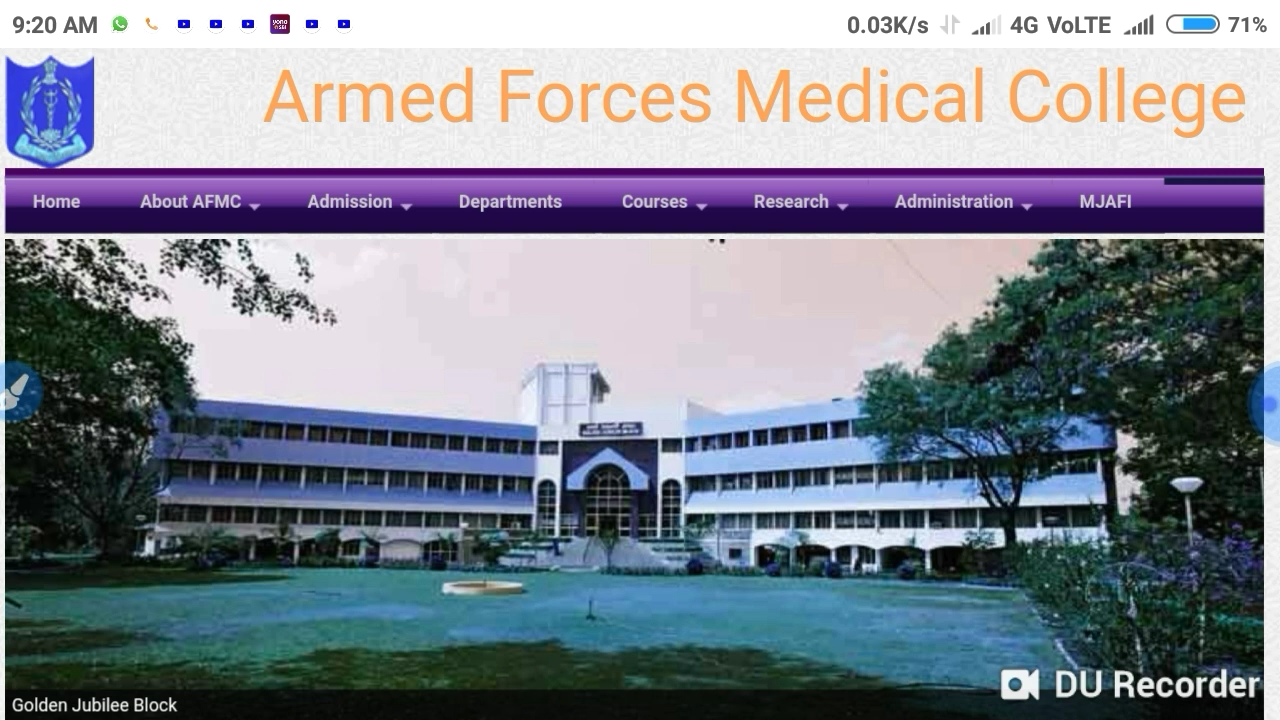 9:20 AM
0.03K/s 4G VoLTE 71%
Armed Forces Medical College
Home About AFMC Admission Departments Courses Research Administration MJAFI
Golden Jubilee Block
DU Recorder